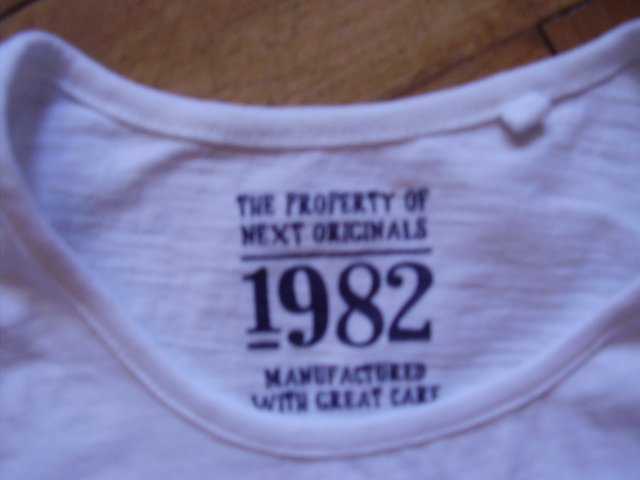 THE PROPERTY OF
NEXT ORIGINALS
1982
MANUFACTURED
WITH GREAT CARE